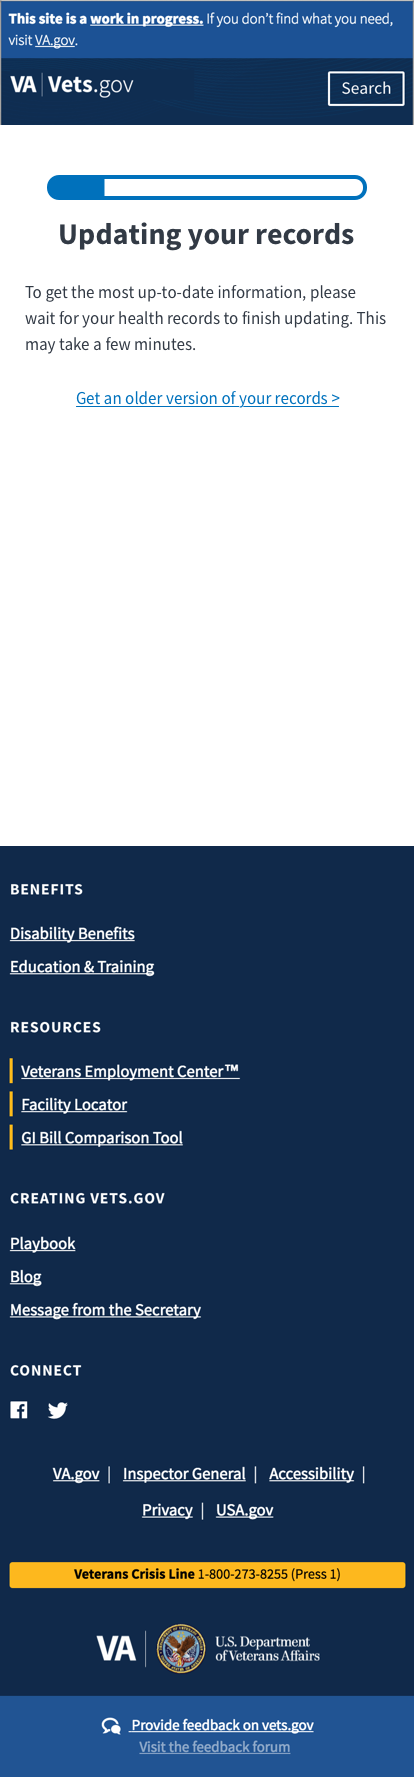 This site is a work in progress. If you don't find what you need,
visit VA.gov.
VA | Vets.gov
Search
Updating your records
To get the most up-to-date information, please
wait for your health records to finish updating. This
may take a few minutes.
Get an older version of your records >
BENEFITS
Disability Benefits
Education & Training
RESOURCES
Veterans Employment Center™
Facility Locator
GI Bill Comparison Tool
CREATING VETS.GOV
Playbook
Blog
Message from the Secretary
CONNECT
VA.gov | Inspector General | Accessibility |
Privacy | USA.gov
Veterans Crisis Line 1-800-273-8255 (Press 1)
VA | U.S. Department
of Veterans Affairs
Provide feedback on vets.gov
Visit the feedback forum